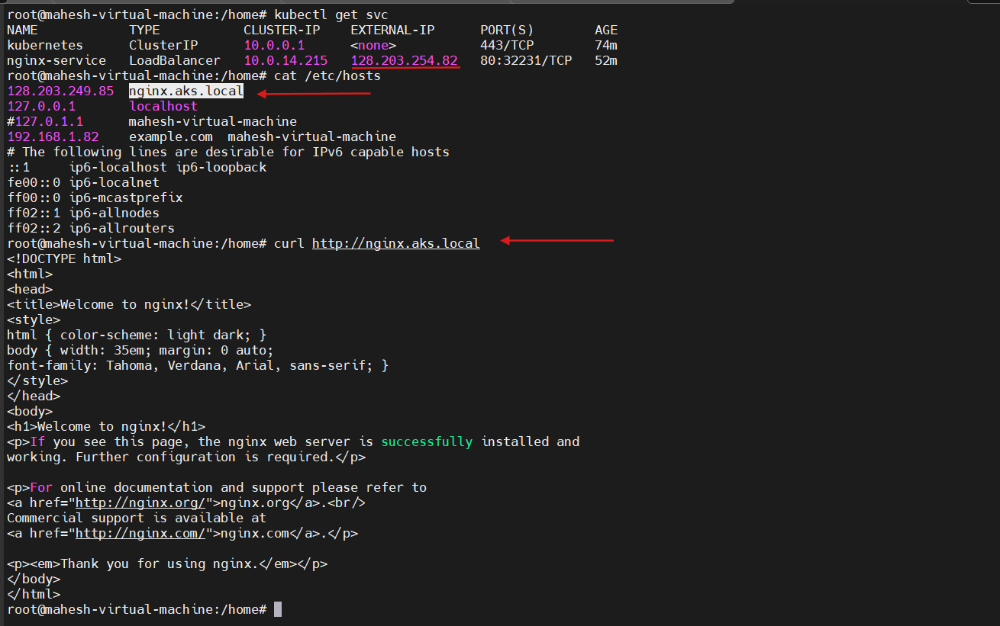 root@mahesh-virtual-machine:/home# kubectl get svc
NAME TYPE CLUSTER-IP EXTERNAL-IP PORT(S) AGE
kubernetes ClusterIP 10.0.0.1 <none> 443/TCP 74m
nginx-service LoadBalancer 10.0.14.215 128.203.254.82 80:32231/TCP 52m
root@mahesh-virtual-machine:/home# cat /etc/hosts
128.203.249.85 nginx.aks.local
127.0.0.1 localhost
#127.0.1.1 mahesh-virtual-machine
192.168.1.82 example.com mahesh-virtual-machine
# The following lines are desirable for IPv6 capable hosts
::1 ip6-localhost ip6-loopback
fe00::0 ip6-localnet
ff00::0 ip6-mcastprefix
ff02::1 ip6-allnodes
ff02::2 ip6-allrouters
root@mahesh-virtual-machine:/home# curl http://nginx.aks.local
<!DOCTYPE html>
<html>
<head>
<title>Welcome to nginx!</title>
<style>
html { color-scheme: light dark; }
body { width: 35em; margin: 0 auto;
font-family: Tahoma, Verdana, Arial, sans-serif; }
</style>
</head>
<body>
<h1>Welcome to nginx!</h1>
<p>If you see this page, the nginx web server is successfully installed and
working. Further configuration is required.</p>
<p>For online documentation and support please refer to
<a href="http://nginx.org/">nginx.org</a>.<br/>
Commercial support is available at
<a href="http://nginx.com/">nginx.com</a>.</p>
<p><em>Thank you for using nginx.</em></p>
</body>
</html>
root@mahesh-virtual-machine:/home#